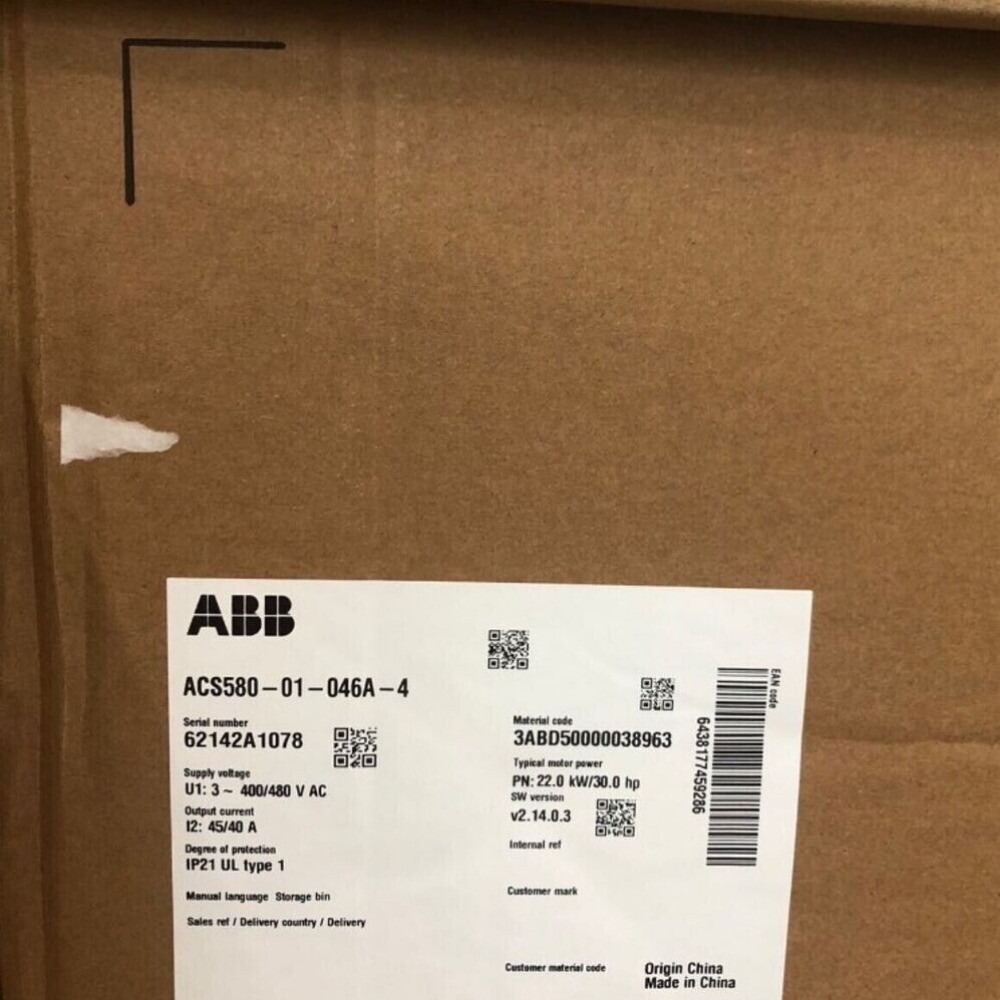 ABB
ACS580-01-046A-4
Serial number
62142A1078
Supply voltage
U1: 3 ~ 400/480 V AC
Output current
I2: 45/40 A
Degree of protection
IP21 UL type 1
Manual language Storage bin
Sales ref / Delivery country / Delivery
Material code
3ABD50000038963
Typical motor power
PN: 22.0 kW/30.0 hp
SW version
v2.14.0.3
Internal ref
Customer mark
Customer material code
Origin China
Made in China
EAN code
6438177459286